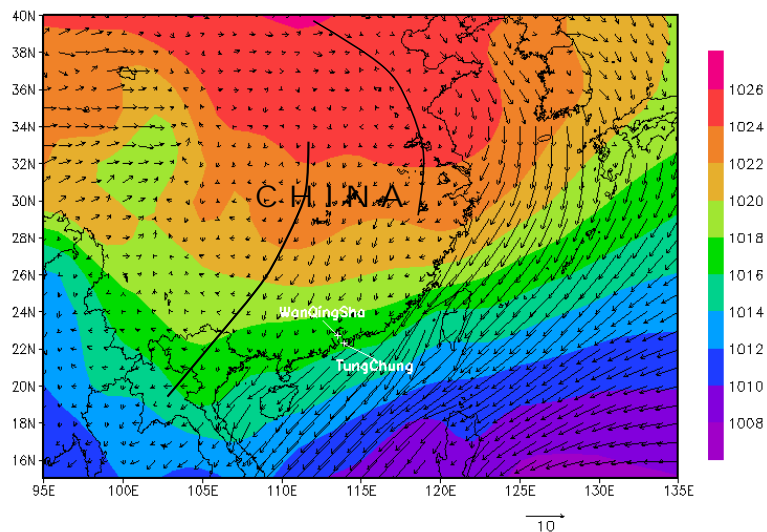 40N
38N
36N
34N
32N
30N
28N
26N
24N
22N
20N
18N
16N
CHINA
WanQingSha
TungChung
95E 100E 105E 110E 115E 120E 125E 130E 135E
10
1026
1024
1022
1020
1018
1016
1014
1012
1010
1008